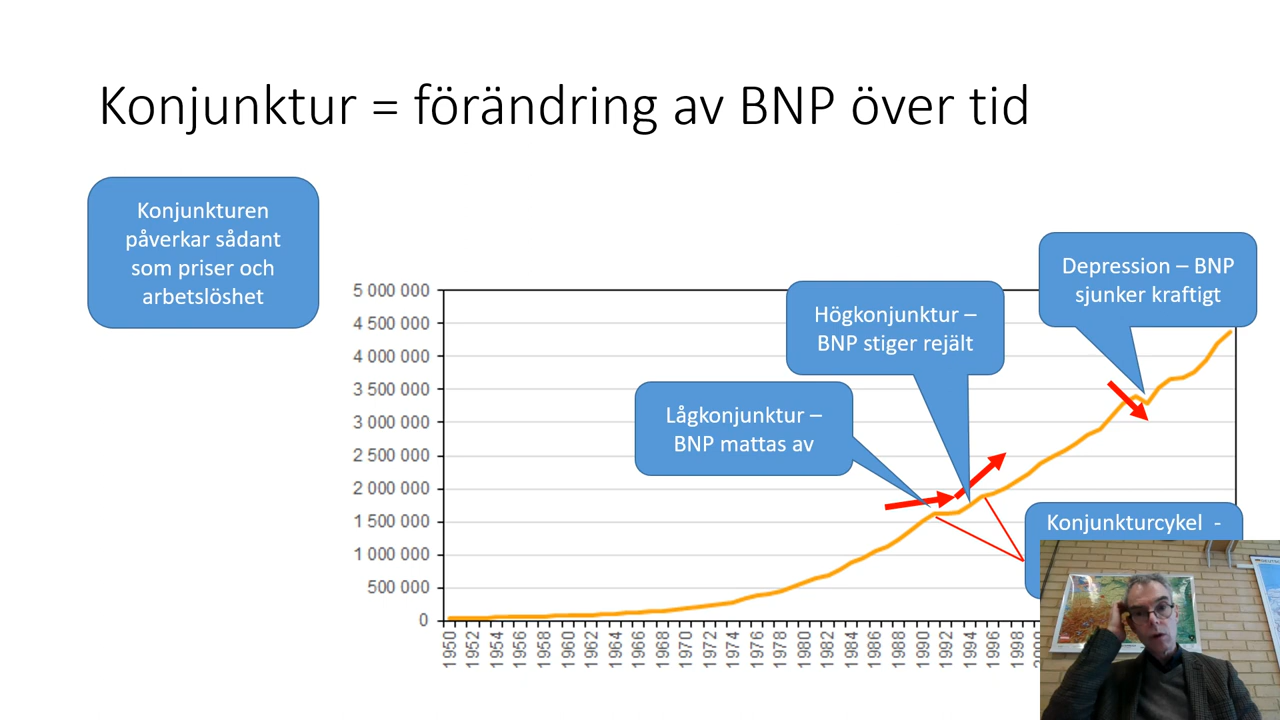 Konjunktur = förändring av BNP över tid
Konjunkturen
påverkar sådant
som priser och
arbetslöshet
Depression – BNP
sjunker kraftigt
Högkonjunktur –
BNP stiger rejält
Lågkonjunktur –
BNP mattas av
Konjunkturcykel -
5 000 000
4 500 000
4 000 000
3 500 000
3 000 000
2 500 000
2 000 000
1 500 000
1 000 000
500 000
0
1950
1952
1954
1956
1958
1960
1962
1964
1966
1968
1970
1972
1974
1976
1978
1980
1982
1984
1986
1988
1990
1992
1994
1996
1998